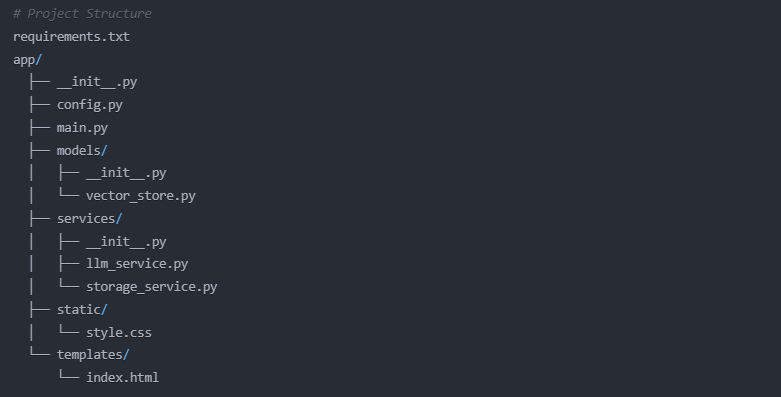 # Project Structure
requirements.txt
app/
├── __init__.py
├── config.py
├── main.py
├── models/
│   ├── __init__.py
│   └── vector_store.py
├── services/
│   ├── __init__.py
│   ├── llm_service.py
│   └── storage_service.py
├── static/
│   └── style.css
└── templates/
    └── index.html